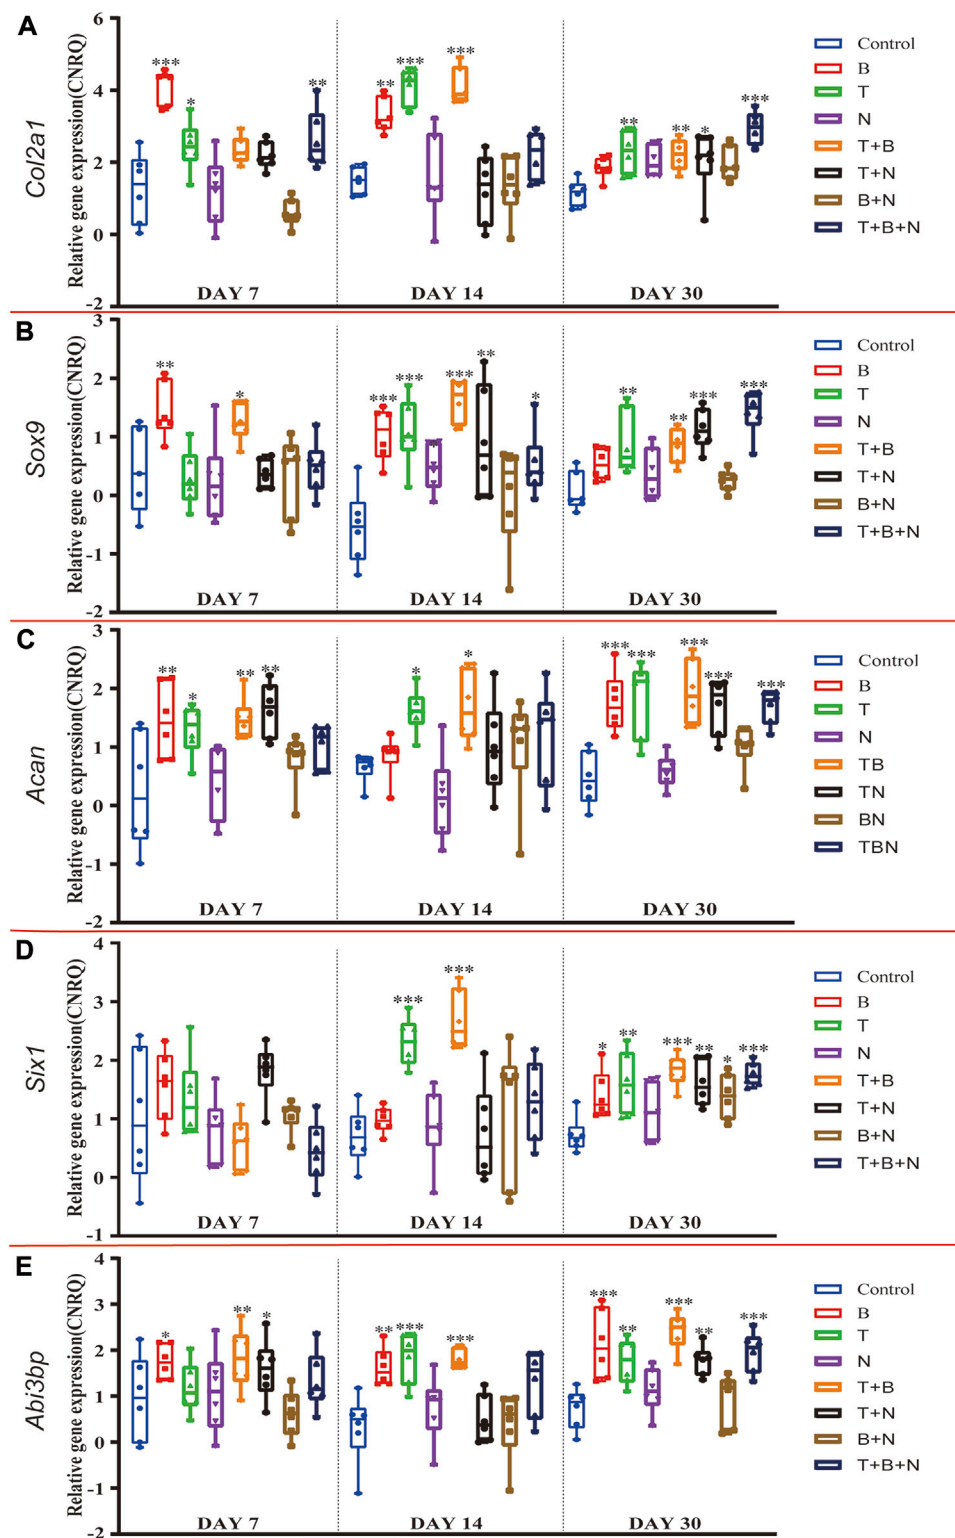 A
Col2a1
Relative gene expression(CNRQ)
6
4
2
0
-2
***
*
**
**
***
***
**
**
*
***
DAY 7
DAY 14
DAY 30
Control
B
T
N
T+B
T+N
B+N
T+B+N
B
Sox9
Relative gene expression(CNRQ)
3
2
1
0
-1
-2
**
*
***
***
*
***
**
*
**
**
***
***
DAY 7
DAY 14
DAY 30
Control
B
T
N
T+B
T+N
B+N
T+B+N
C
Acan
Relative gene expression(CNRQ)
3
2
1
0
-1
-2
**
*
**
**
*
*
***
***
***
***
***
DAY 7
DAY 14
DAY 30
Control
B
T
N
TB
TN
BN
TBN
D
Six1
Relative gene expression(CNRQ)
4
3
2
1
0
-1
***
***
*
**
***
**
*
***
DAY 7
DAY 14
DAY 30
Control
B
T
N
T+B
T+N
B+N
T+B+N
E
Abi3bp
Relative gene expression(CNRQ)
4
3
2
1
0
-1
-2
*
**
*
**
***
***
***
**
***
**
***
DAY 7
DAY 14
DAY 30
Control
B
T
N
T+B
T+N
B+N
T+B+N